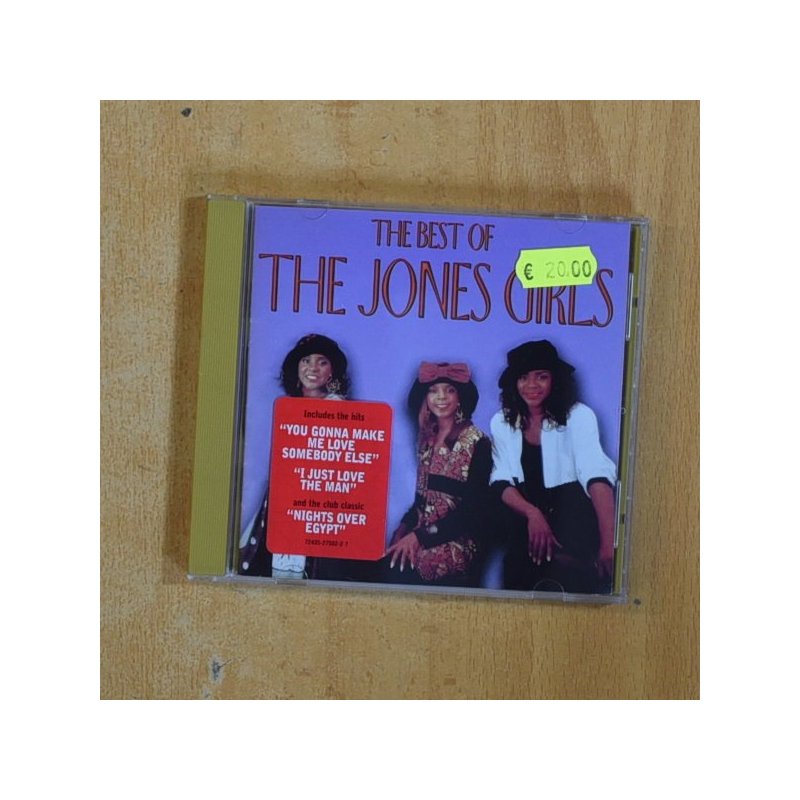 THE BEST OF
THE JONES GIRLS
€ 20.00
Includes the hits
"YOU GONNA MAKE
ME LOVE
SOMEBODY ELSE"
"I JUST LOVE
THE MAN"
and the club classic
"NIGHTS OVER
EGYPT"